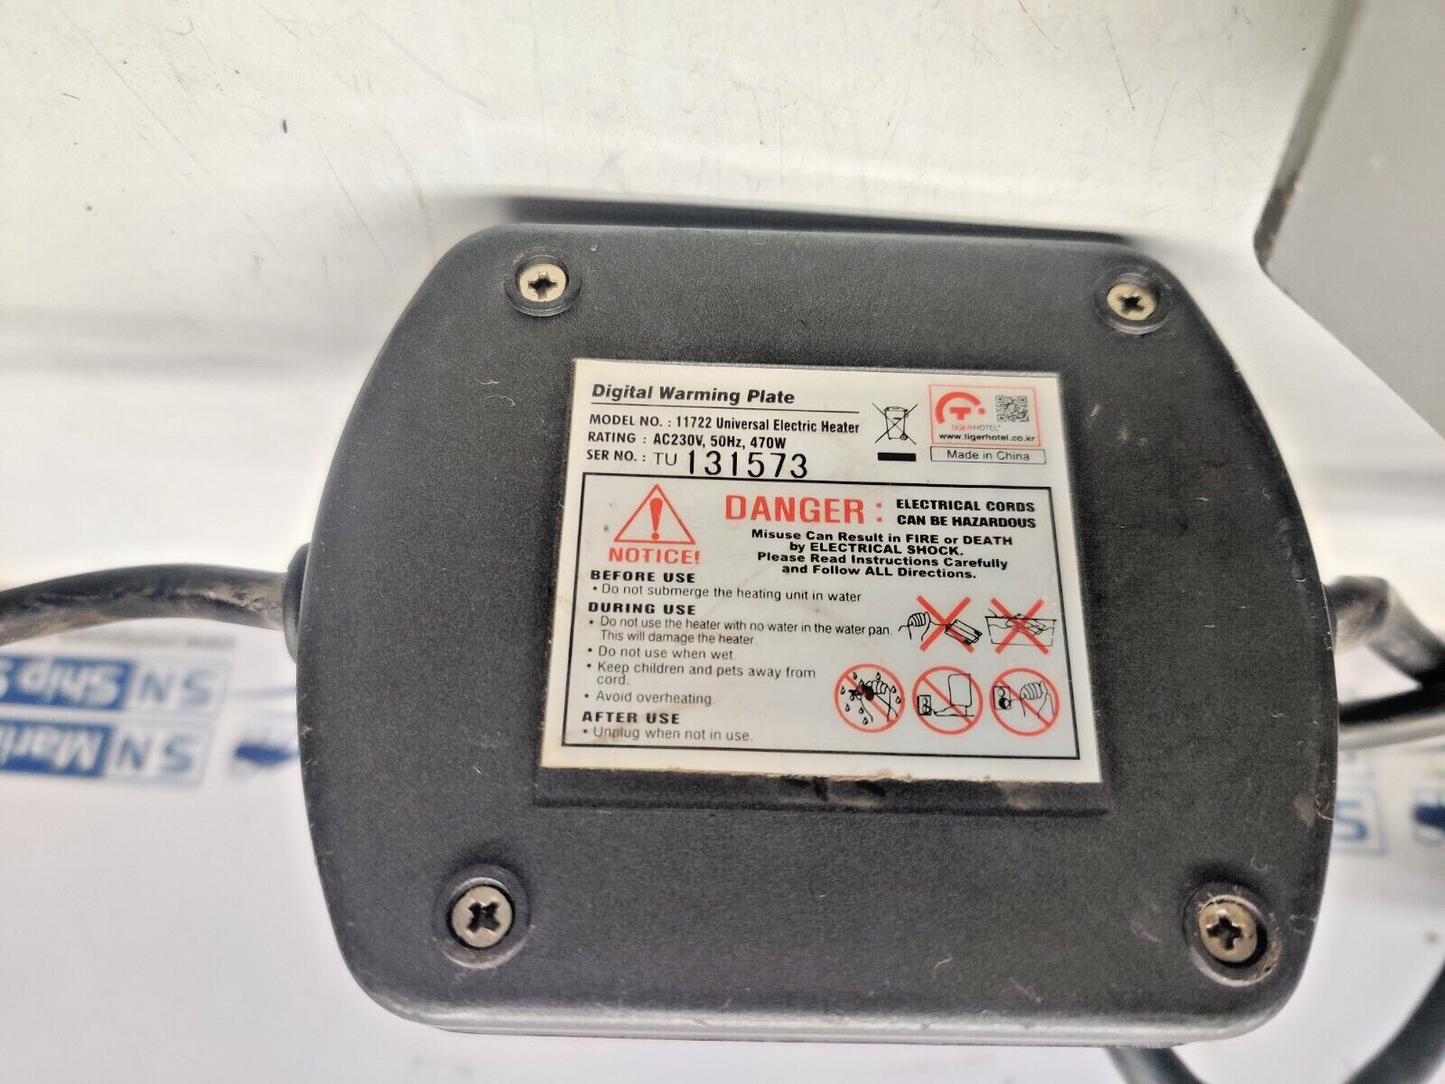 Digital Warming Plate
MODEL NO. : 11722 Universal Electric Heater
RATING : AC230V, 50Hz, 470W
SER NO. : TU 131573
TIGERHOTEL®
www.tigerhotel.co.kr
Made in China
NOTICE!
DANGER : ELECTRICAL CORDS
CAN BE HAZARDOUS
Misuse Can Result in FIRE or DEATH
by ELECTRICAL SHOCK.
Please Read Instructions Carefully
and Follow ALL Directions.
BEFORE USE
• Do not submerge the heating unit in water
DURING USE
• Do not use the heater with no water in the water pan.
This will damage the heater.
• Do not use when wet.
• Keep children and pets away from
cord.
• Avoid overheating.
AFTER USE
• Unplug when not in use.
SN Ship S
SN Mari
S